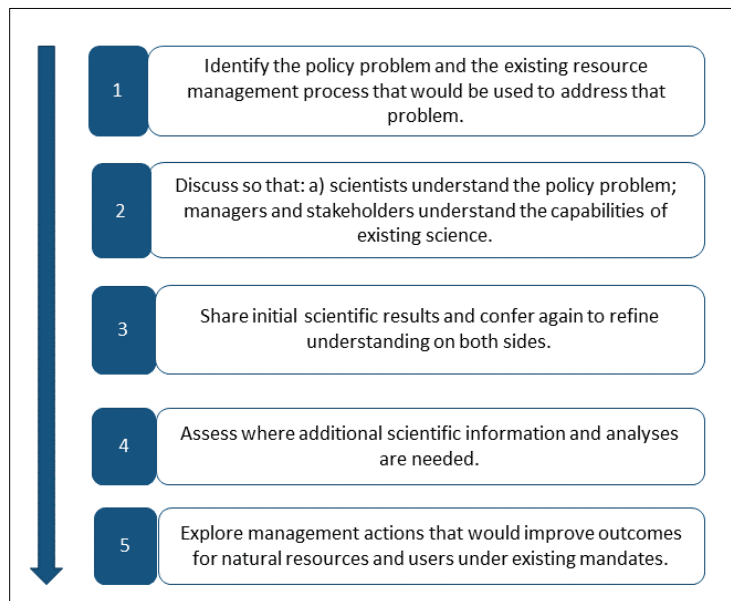 1
Identify the policy problem and the existing resource
management process that would be used to address that
problem.
2
Discuss so that: a) scientists understand the policy problem;
managers and stakeholders understand the capabilities of
existing science.
3
Share initial scientific results and confer again to refine
understanding on both sides.
4
Assess where additional scientific information and analyses
are needed.
5
Explore management actions that would improve outcomes
for natural resources and users under existing mandates.